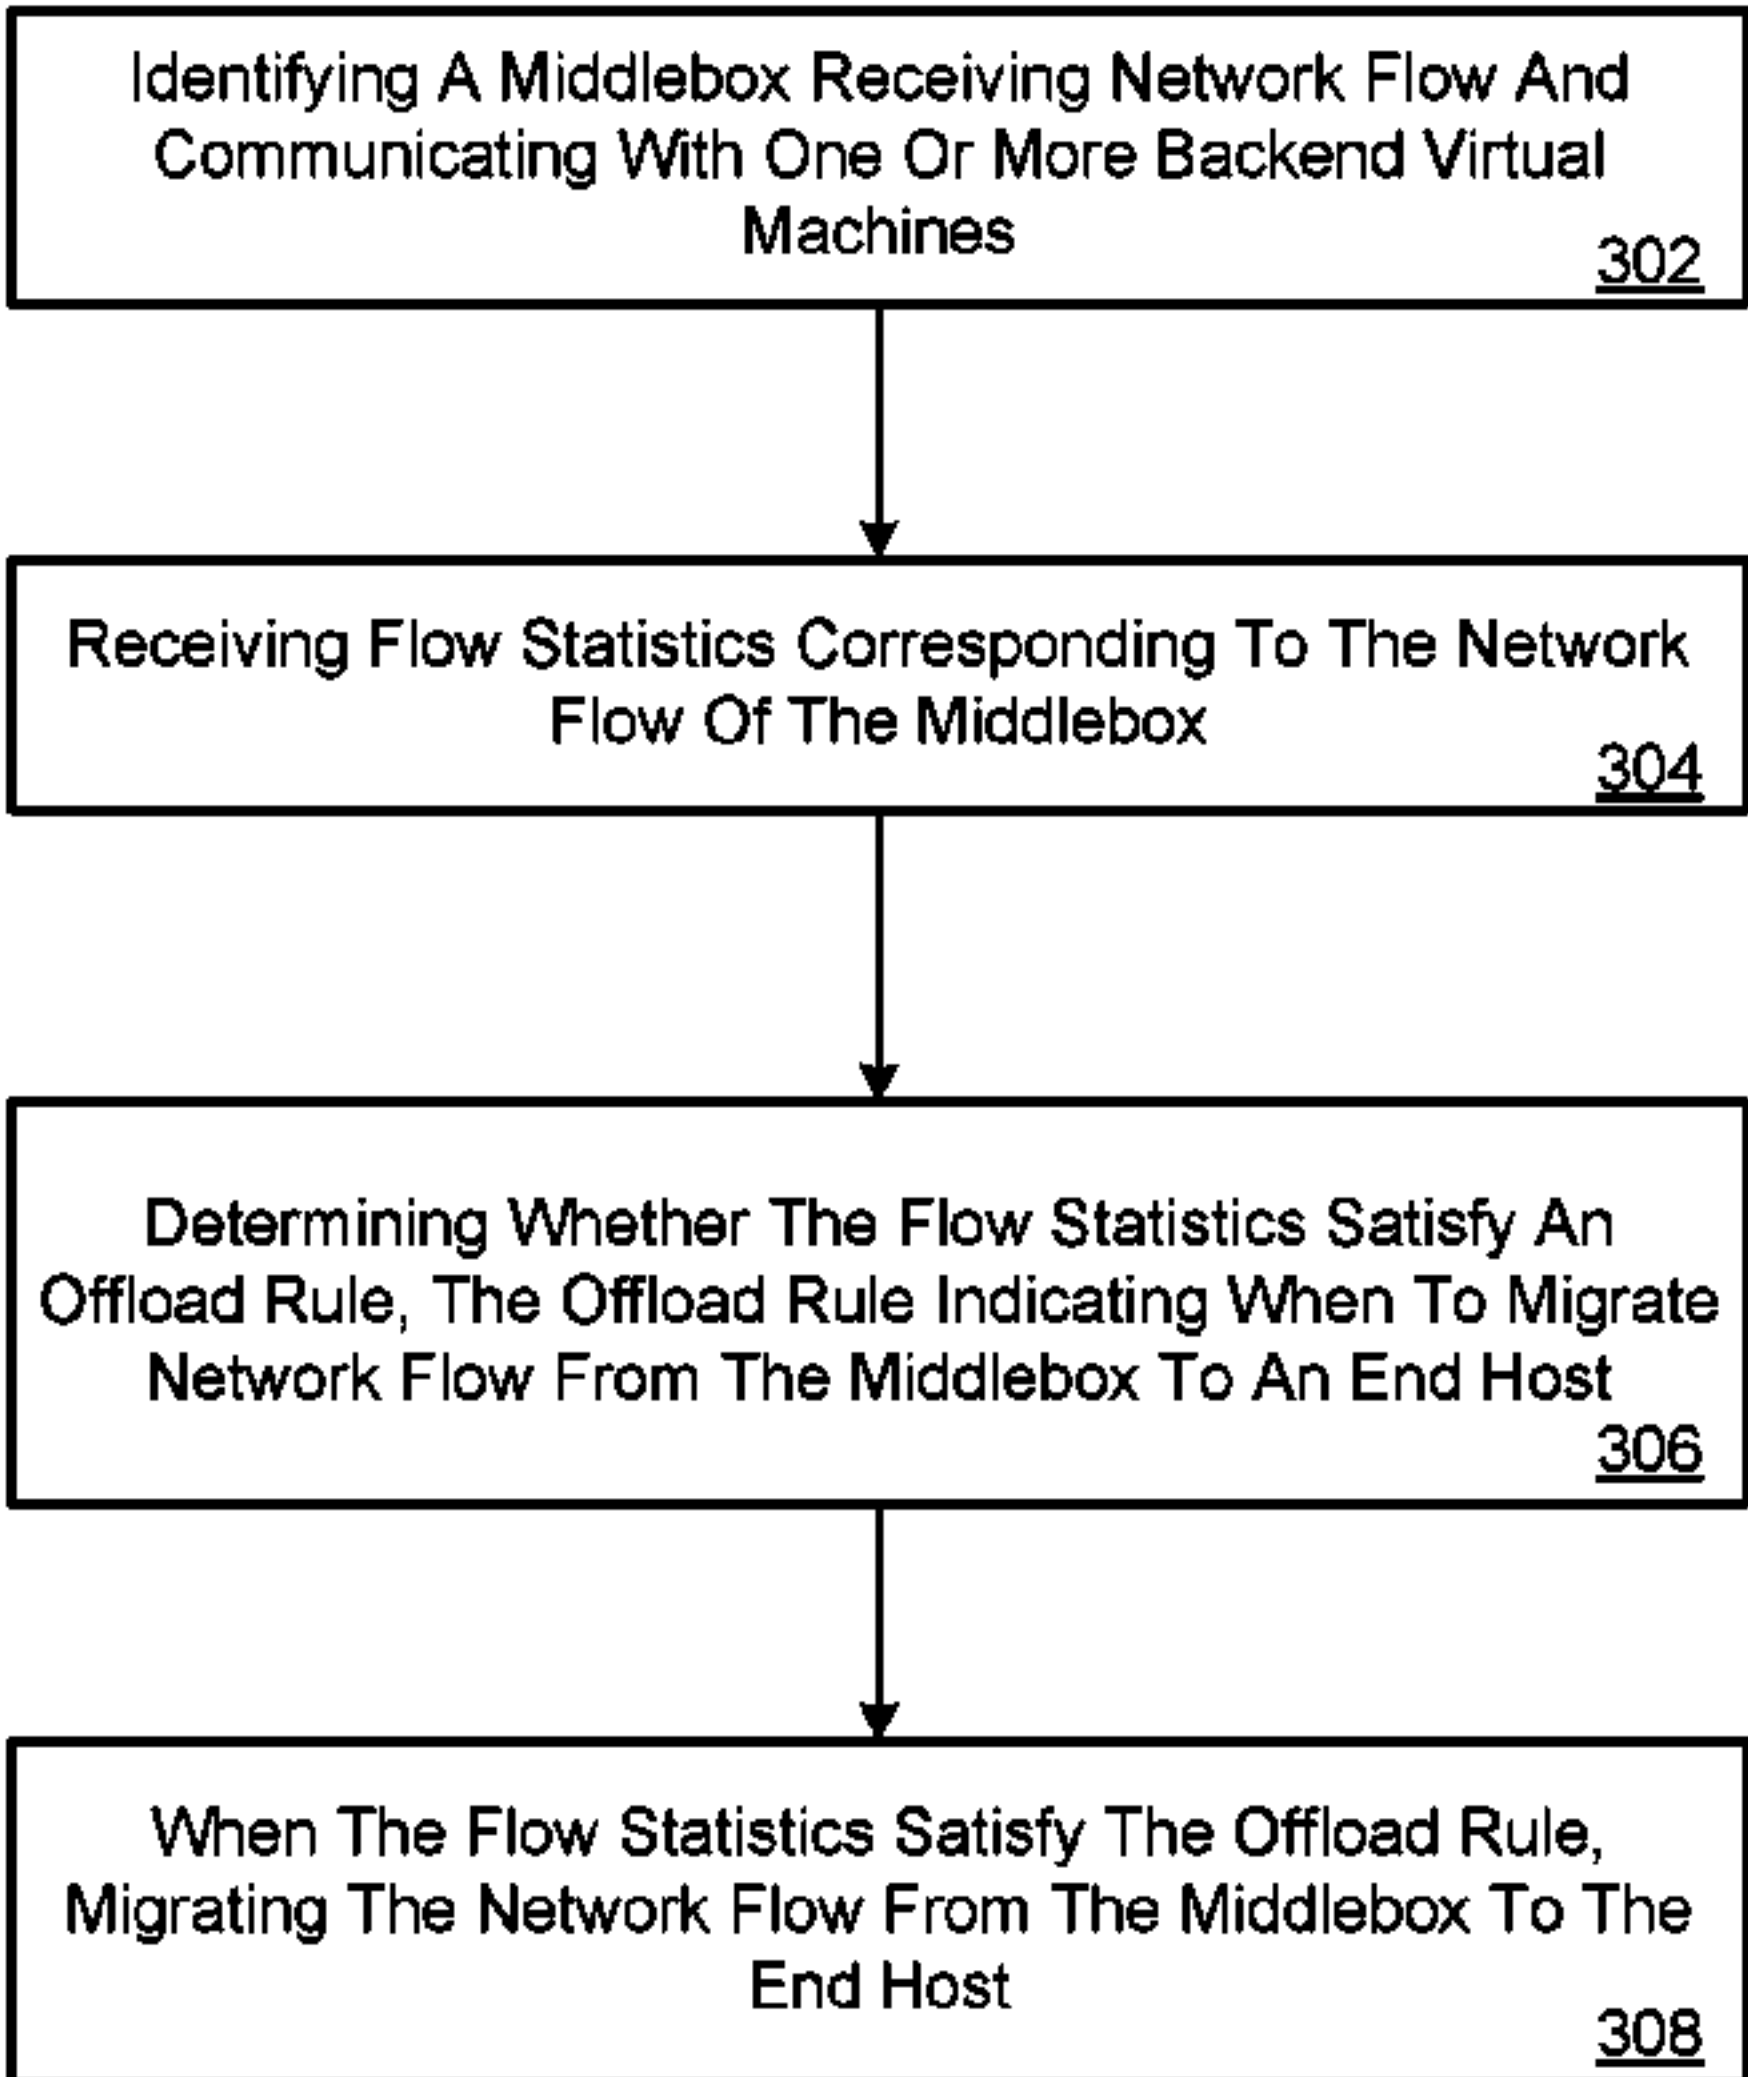 Identifying A Middlebox Receiving Network Flow And
Communicating With One Or More Backend Virtual
Machines
302
Receiving Flow Statistics Corresponding To The Network
Flow Of The Middlebox
304
Determining Whether The Flow Statistics Satisfy An
Offload Rule, The Offload Rule Indicating When To Migrate
Network Flow From The Middlebox To An End Host
306
When The Flow Statistics Satisfy The Offload Rule,
Migrating The Network Flow From The Middlebox To The
End Host
308